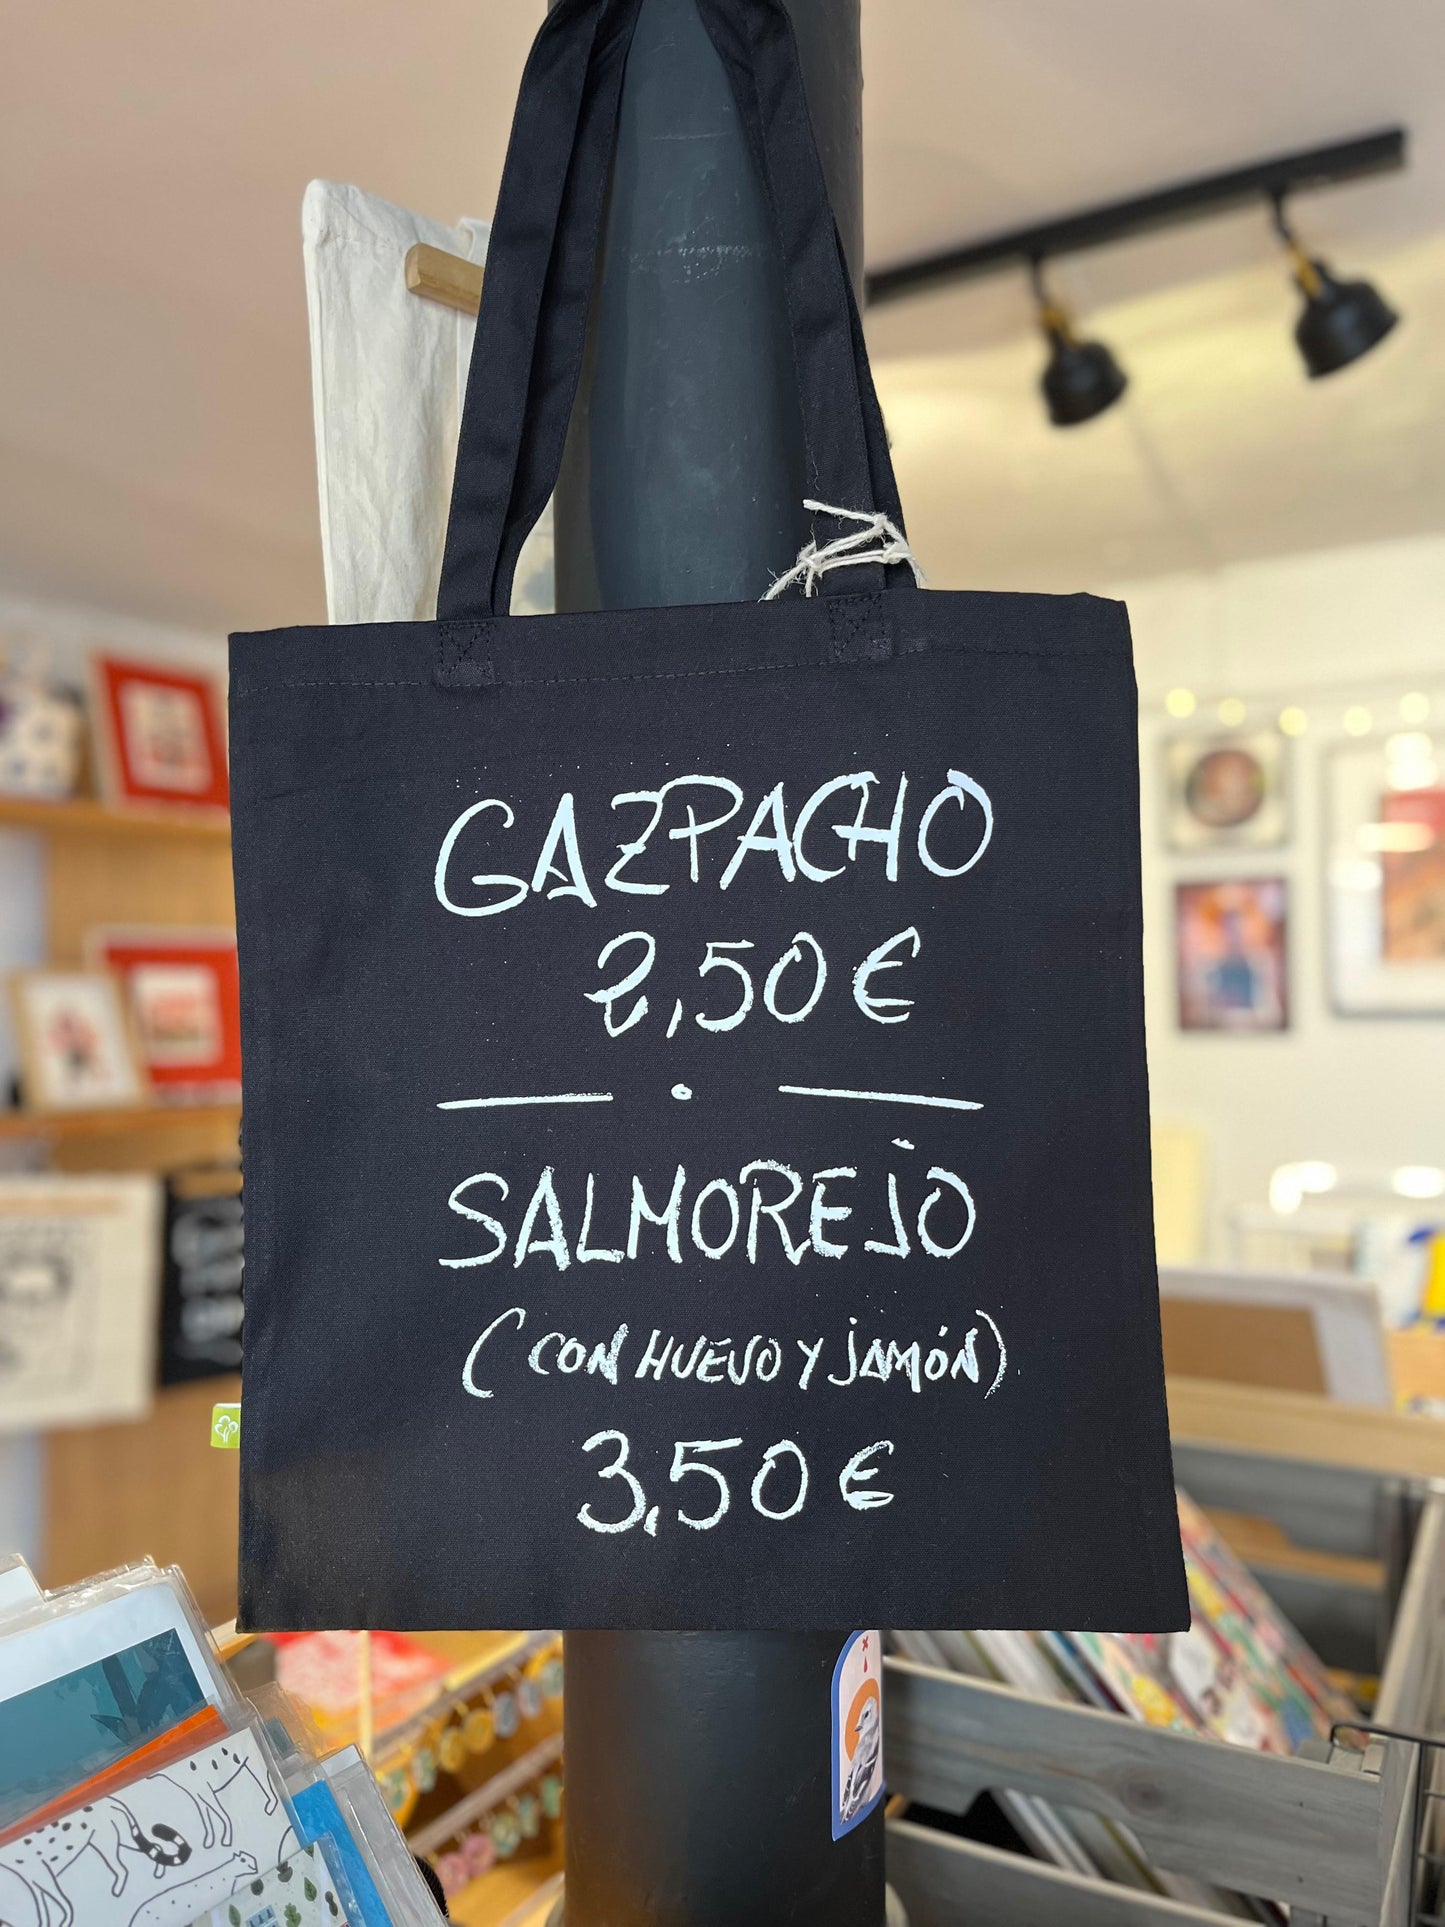 GAZPACHO
2,50 €
SALMOREJO
(CON HUEVO Y JAMÓN)
3,50 €